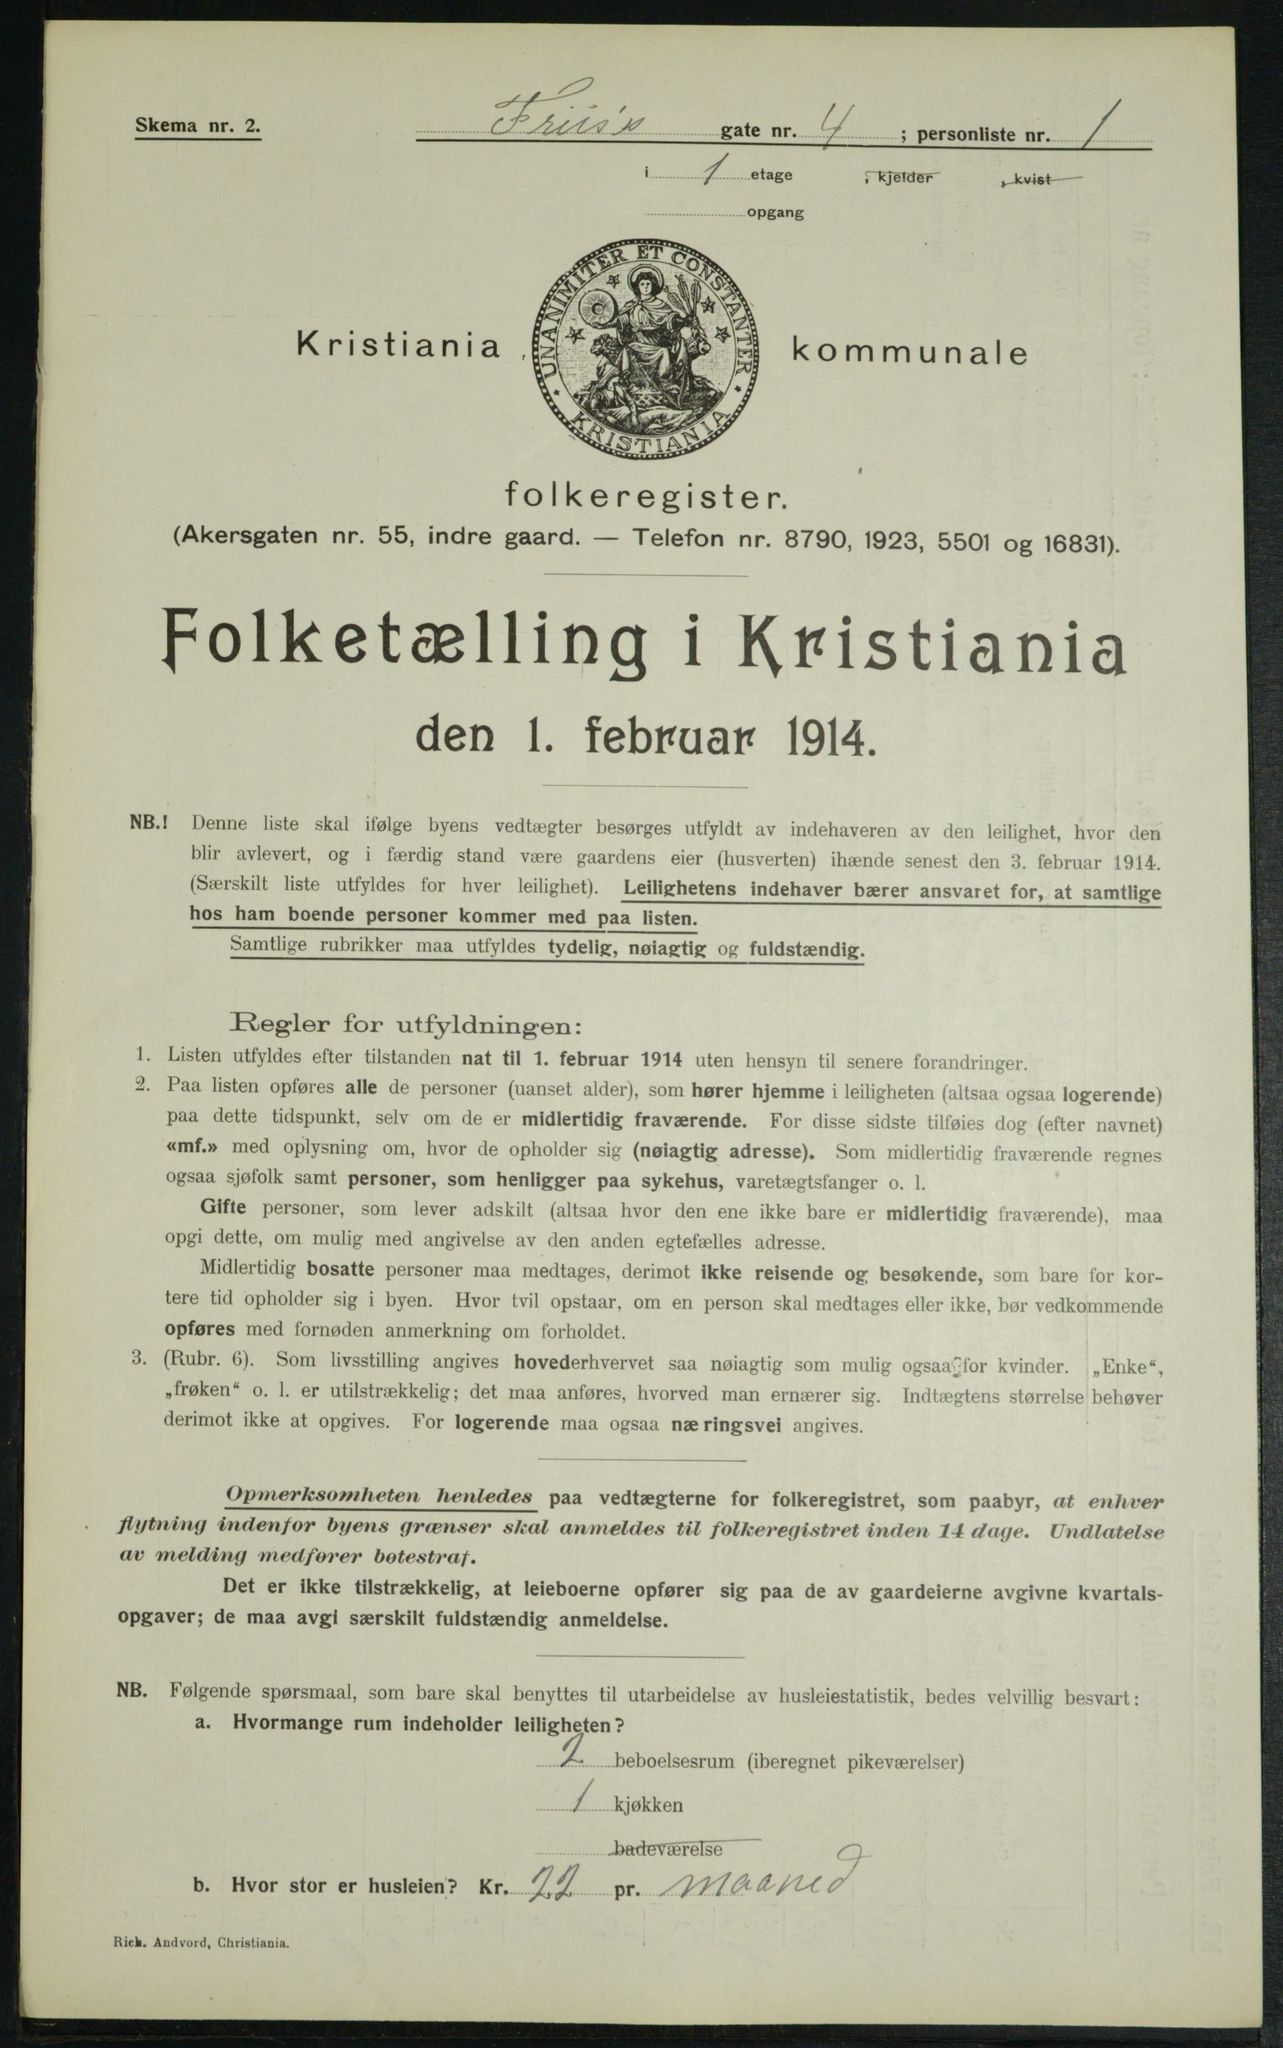 Skema nr. 2.
Friis's gate nr. 4 ; personliste nr. 1
i 1 etage , kjelder , kvist
opgang
UNANIMITER ET CONSTANTER
KRISTIANIA
Kristiania kommunale
folkeregister.
(Akersgaten nr. 55, indre gaard. — Telefon nr. 8790, 1923, 5501 og 16831).
Folketælling i Kristiania
den 1. februar 1914.
NB.! Denne liste skal ifølge byens vedtægter besørges utfyldt av indehaveren av den leilighet, hvor den
blir avlevert, og i færdig stand være gaardens eier (husverten) ihænde senest den 3. februar 1914.
(Særskilt liste utfyldes for hver leilighet). Leilighetens indehaver bærer ansvaret for, at samtlige
hos ham boende personer kommer med paa listen.
Samtlige rubrikker maa utfyldes tydelig, nøiagtig og fuldstændig.
Regler for utfyldningen:
1. Listen utfyldes efter tilstanden nat til 1. februar 1914 uten hensyn til senere forandringer.
2. Paa listen opføres alle de personer (uanset alder), som hører hjemme i leiligheten (altsaa ogsaa logerende)
paa dette tidspunkt, selv om de er midlertidig fraværende. For disse sidste tilføies dog (efter navnet)
«mf.» med oplysning om, hvor de opholder sig (nøiagtig adresse). Som midlertidig fraværende regnes
ogsaa sjøfolk samt personer, som henligger paa sykehus, varetægtsfanger o. l.
Gifte personer, som lever adskilt (altsaa hvor den ene ikke bare er midlertidig fraværende), maa
opgi dette, om mulig med angivelse av den anden egtefælles adresse.
Midlertidig bosatte personer maa medtages, derimot ikke reisende og besøkende, som bare for kor-
tere tid opholder sig i byen. Hvor tvil opstaar, om en person skal medtages eller ikke, bør vedkommende
opføres med fornøden anmerkning om forholdet.
3. (Rubr. 6). Som livsstilling angives hovederhvervet saa nøiagtig som mulig ogsaa for kvinder. „Enke“,
„frøken“ o. l. er utilstrækkelig; det maa anføres, hvorved man ernærer sig. Indtægtens størrelse behøver
derimot ikke at opgives. For logerende maa ogsaa næringsvei angives.
Opmerksomheten henledes paa vedtægterne for folkeregistret, som paabyr, at enhver
flytning indenfor byens grænser skal anmeldes til folkeregistret inden 14 dage. Undlatelse
av melding medfører bøtestraf.
Det er ikke tilstrækkelig, at leieboerne opfører sig paa de av gaardeierne avgivne kvartals-
opgaver; de maa avgi særskilt fuldstændig anmeldelse.
NB. Følgende spørsmaal, som bare skal benyttes til utarbeidelse av husleiestatistik, bedes velvillig besvart:
a. Hvormange rum indeholder leiligheten?
2 beboelsesrum (iberegnet pikeværelser)
1 kjøkken
badeværelse
b. Hvor stor er husleien? Kr. 22 pr. maaned
Rich. Andvord, Christiania.